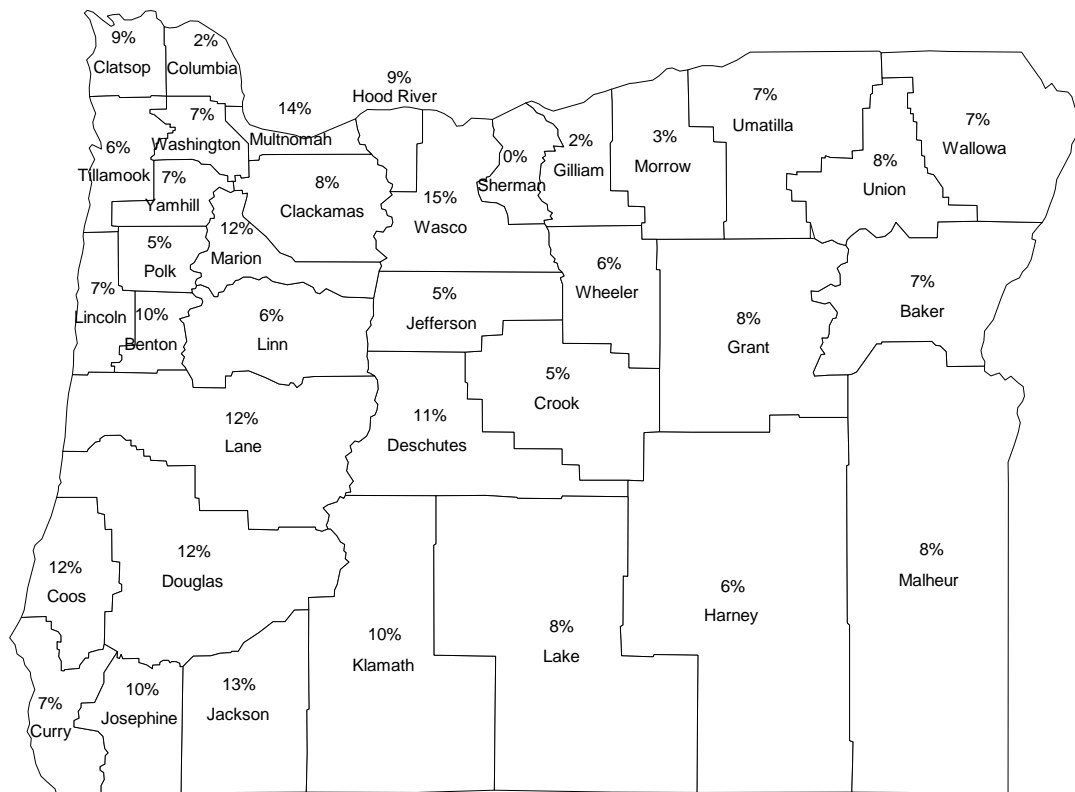 9%
Clatsop
2%
Columbia
9%
Hood River
14%
Multnomah
7%
Washington
6%
Tillamook
7%
Yamhill
8%
Clackamas
15%
Wasco
0%
Sherman
2%
Gilliam
3%
Morrow
7%
Umatilla
8%
Union
7%
Wallowa
5%
Polk
12%
Marion
7%
Lincoln
10%
Benton
6%
Linn
5%
Jefferson
6%
Wheeler
8%
Grant
7%
Baker
12%
Lane
11%
Deschutes
5%
Crook
12%
Coos
12%
Douglas
10%
Klamath
8%
Lake
6%
Harney
8%
Malheur
7%
Curry
10%
Josephine
13%
Jackson